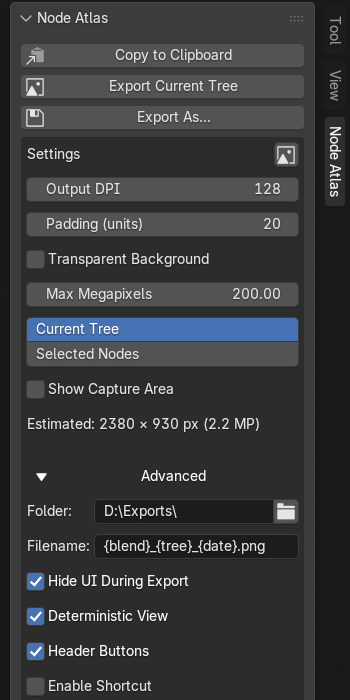 Node Atlas
Copy to Clipboard
Export Current Tree
Export As...
Settings
Output DPI 128
Padding (units) 20
Transparent Background
Max Megapixels 200.00
Current Tree
Selected Nodes
Show Capture Area
Estimated: 2380 × 930 px (2.2 MP)
Advanced
Folder: D:\Exports\
Filename: {blend}_{tree}_{date}.png
Hide UI During Export
Deterministic View
Header Buttons
Enable Shortcut
Tool
View
Node Atlas